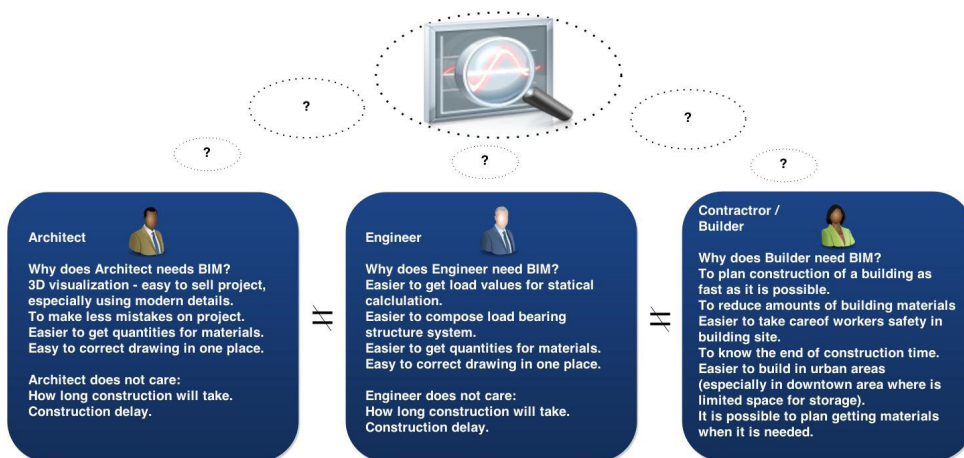 ?
?
?
?
?
Architect
Why does Architect needs BIM?
3D visualization - easy to sell project,
especially using modern details.
To make less mistakes on project.
Easier to get quantities for materials.
Easy to correct drawing in one place.
Architect does not care:
How long construction will take.
Construction delay.
≠
Engineer
Why does Engineer need BIM?
Easier to get load values for statical
calclulation.
Easier to compose load bearing
structure system.
Easier to get quantities for materials.
Easy to correct drawing in one place.
Engineer does not care:
How long construction will take.
Construction delay.
≠
Contractror /
Builder
Why does Builder need BIM?
To plan construction of a building as
fast as it is possible.
To reduce amounts of building materials
Easier to take careof workers safety in
building site.
To know the end of construction time.
Easier to build in urban areas
(especially in downtown area where is
limited space for storage).
It is possible to plan getting materials
when it is needed.